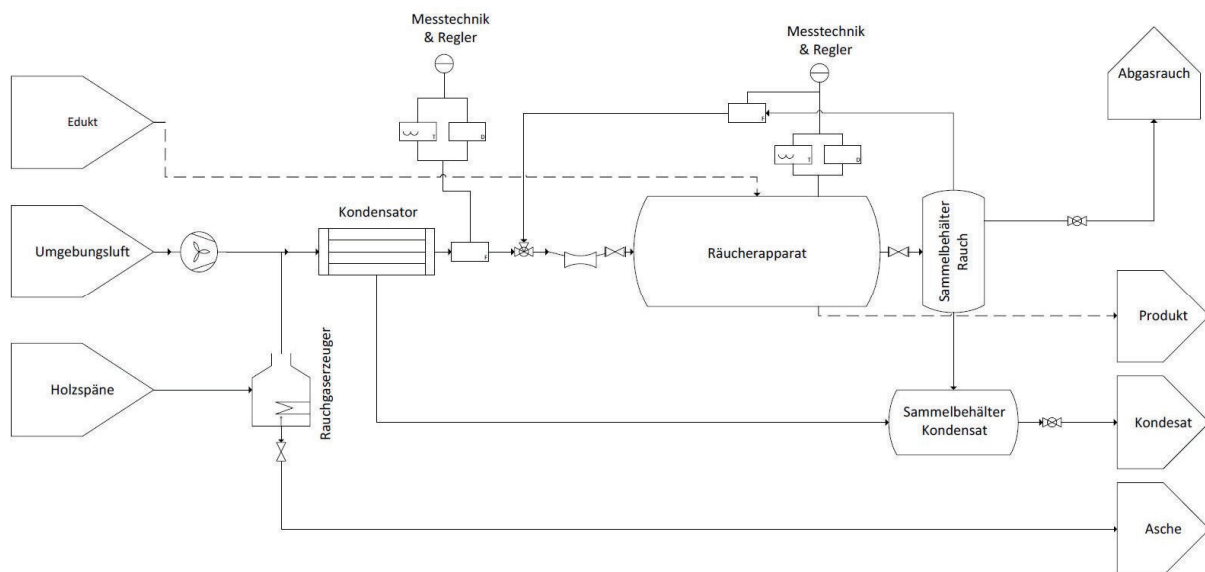 Messtechnik
& Regler
Messtechnik
& Regler
Abgasrauch
Edukt
T
D
F
T
D
Kondensator
Umgebungsluft
F
Räucherapparat
Sammelbehälter
Rauch
Produkt
Holzspäne
Rauchgaserzeuger
Sammelbehälter
Kondensat
Kondesat
Asche